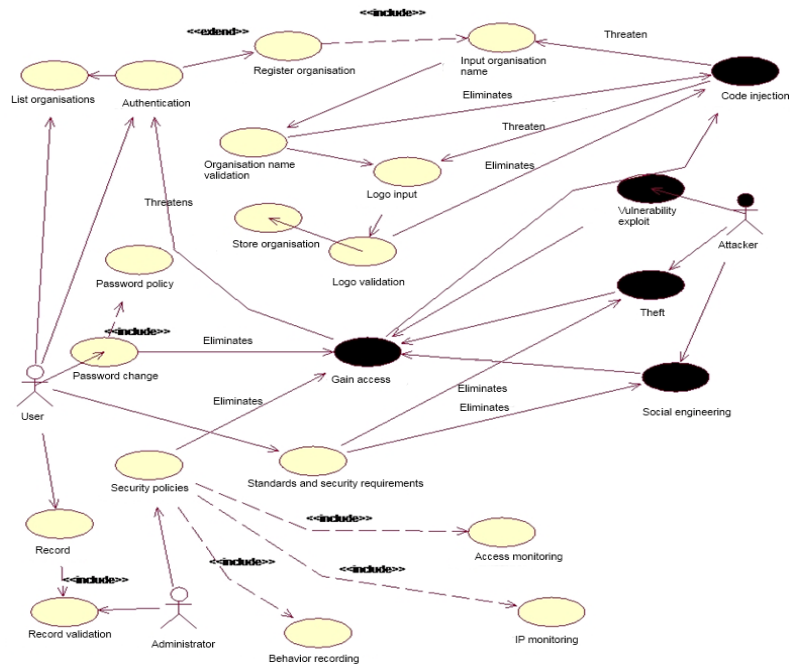 <<extend>>
<<include>>
Threaten
Register organisation
Input organisation
name
List organisations
Authentication
Code injection
Eliminates
Threaten
Organisation name
validation
Eliminates
Logo input
Threatens
Vulnerability
exploit
Attacker
Store organisation
Logo validation
Password policy
Theft
<<include>>
Eliminates
Password change
Gain access
Eliminates
Eliminates
Eliminates
Social engineering
User
Security policies
Standards and security requirements
<<include>>
Record
Access monitoring
<<include>>
<<include>>
<<include>>
Record validation
Administrator
IP monitoring
Behavior recording